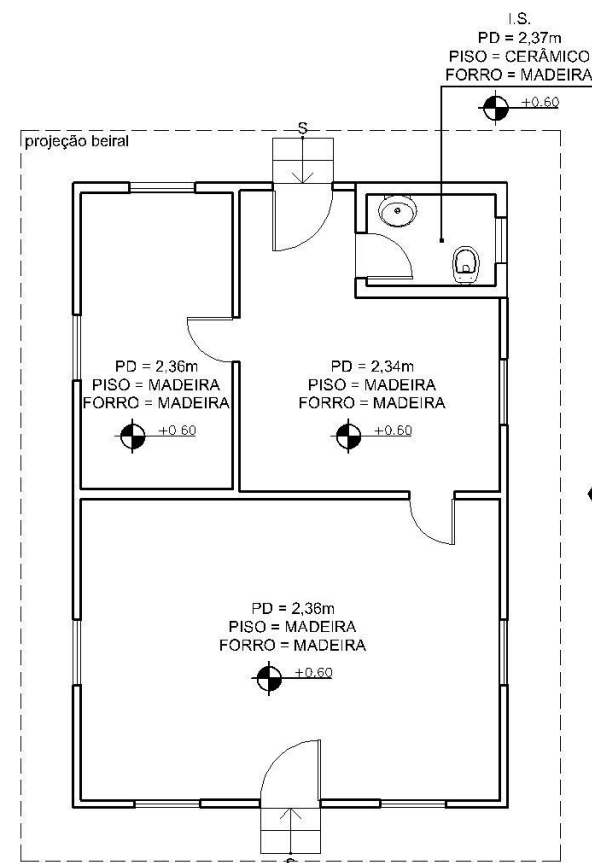 I.S.
PD = 2,37m
PISO = CERÂMICO
FORRO = MADEIRA
+0.60
S
projeção beiral
PD = 2,36m
PISO = MADEIRA
FORRO = MADEIRA
+0.60
PD = 2,34m
PISO = MADEIRA
FORRO = MADEIRA
+0.60
PD = 2,36m
PISO = MADEIRA
FORRO = MADEIRA
+0.60
S